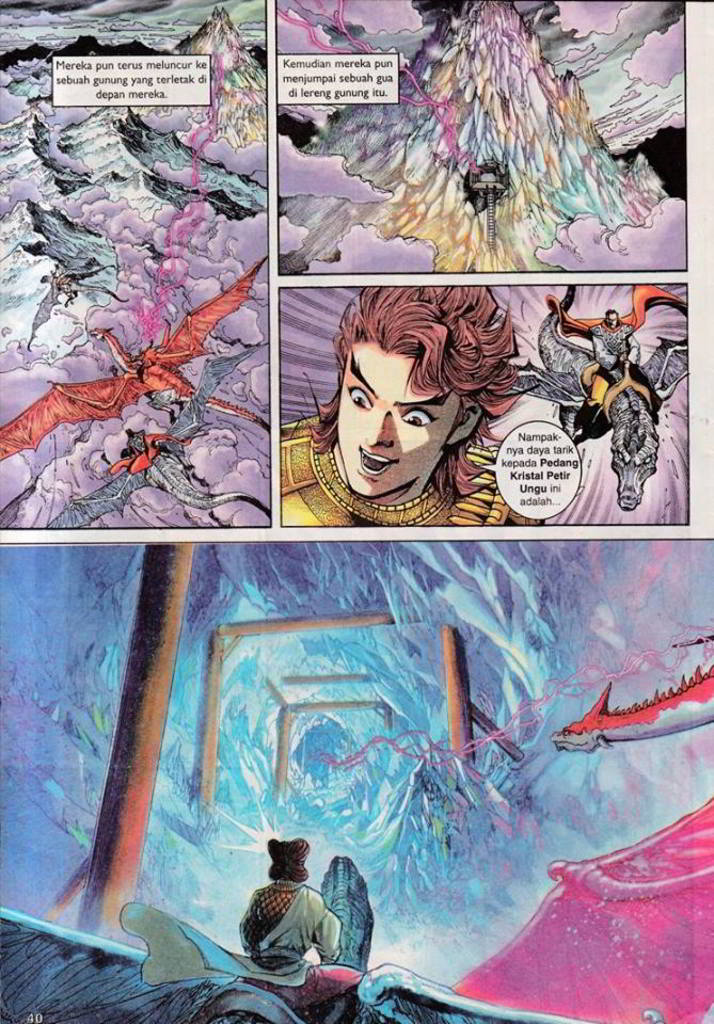 Mereka pun terus meluncur ke
sebuah gunung yang terletak di
depan mereka.
Kemudian mereka pun
menjumpai sebuah gua
di lereng gunung itu.
Nampak-
nya daya tarik
kepada Pedang
Kristal Petir
Ungu ini
adalah...
40